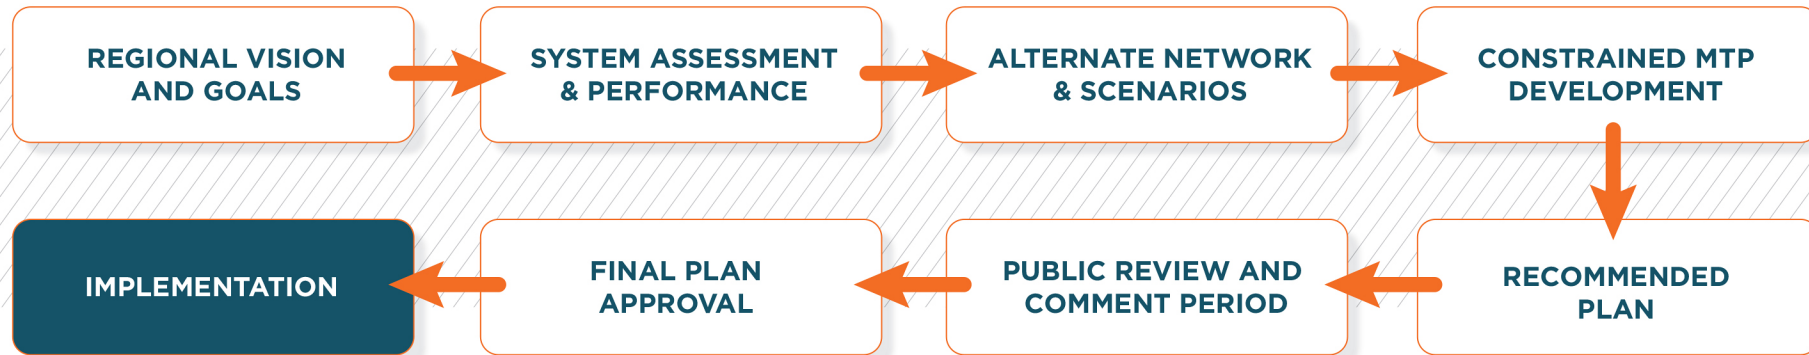 REGIONAL VISION
AND GOALS
SYSTEM ASSESSMENT
& PERFORMANCE
ALTERNATE NETWORK
& SCENARIOS
CONSTRAINED MTP
DEVELOPMENT
RECOMMENDED
PLAN
PUBLIC REVIEW AND
COMMENT PERIOD
FINAL PLAN
APPROVAL
IMPLEMENTATION